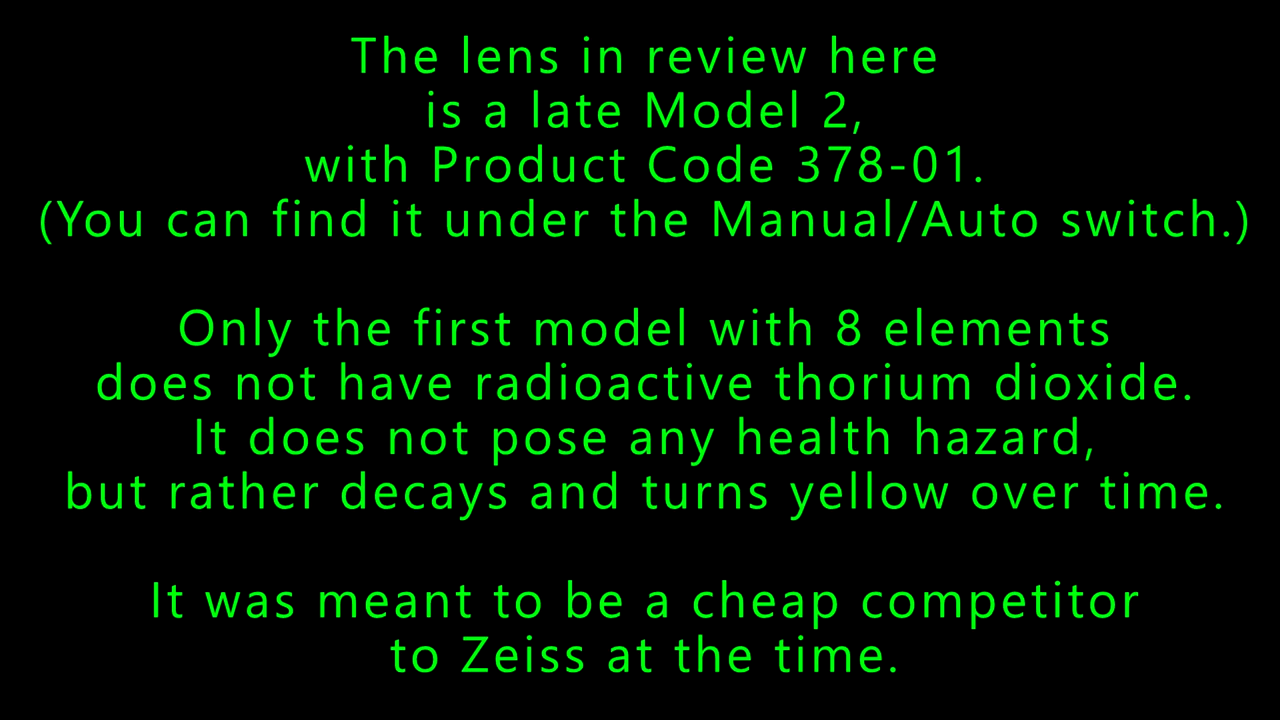 The lens in review here
is a late Model 2,
with Product Code 378-01.
(You can find it under the Manual/Auto switch.)
Only the first model with 8 elements
does not have radioactive thorium dioxide.
It does not pose any health hazard,
but rather decays and turns yellow over time.
It was meant to be a cheap competitor
to Zeiss at the time.